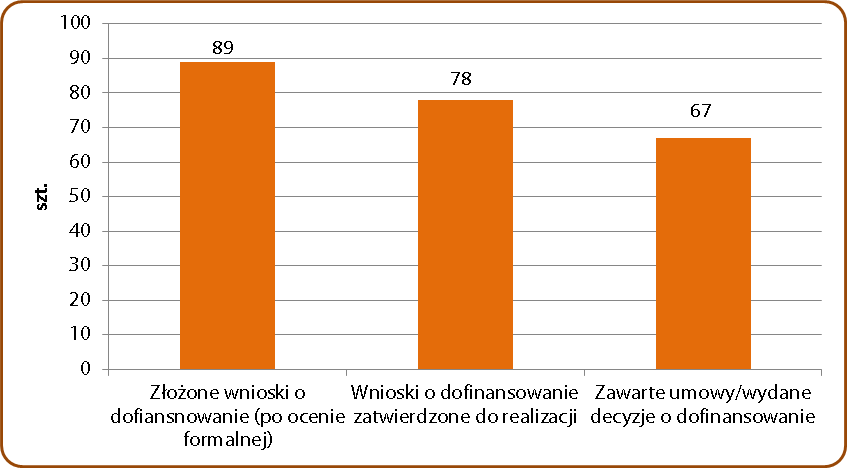 100
90
80
70
60
50
40
30
20
10
0
szt.
89
78
67
Złożone wnioski o
dofiansnowanie (po ocenie
formalnej)
Wnioski o dofinansowanie
zatwierdzone do realizacji
Zawarte umowy/wydane
decyzje o dofinansowanie